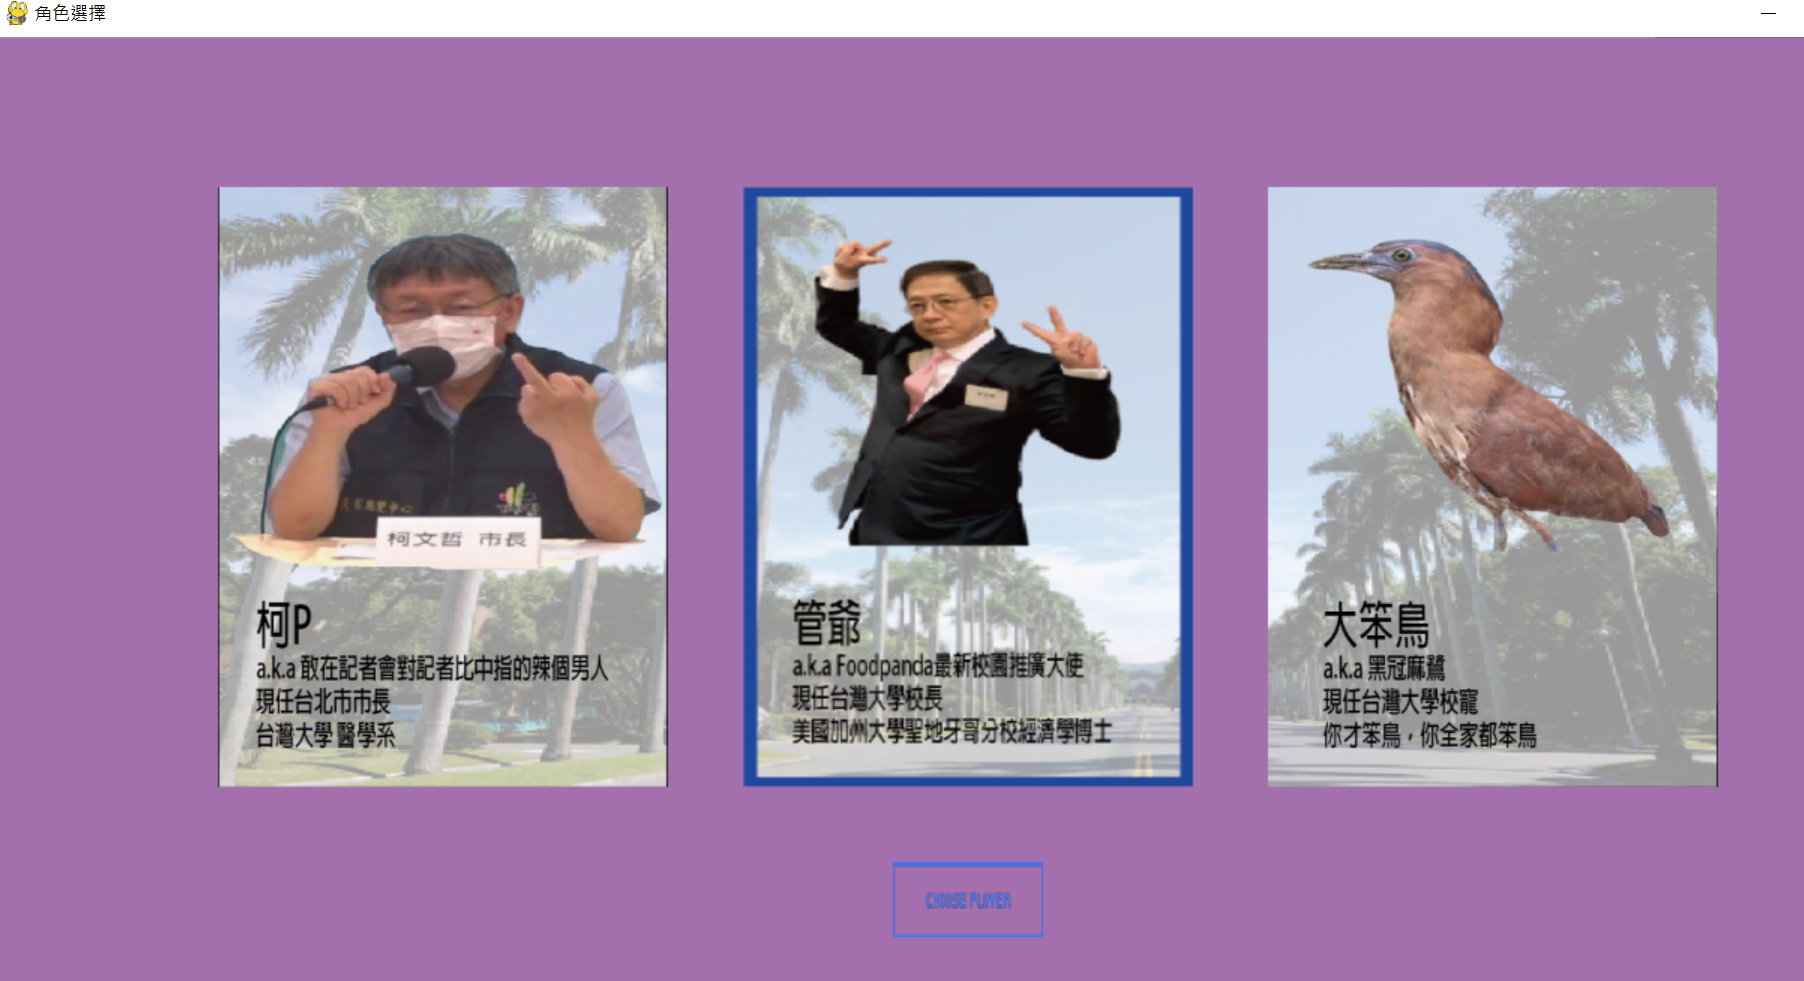 角色選擇
柯文哲 市長
柯P
a.k.a 敢在記者會對記者比中指的辣個男人
現任台北市市長
台灣大學 醫學系
管爺
a.k.a Foodpanda最新校園推廣大使
現任台灣大學校長
美國加州大學聖地牙哥分校經濟學博士
大笨鳥
a.k.a 黑冠麻鷺
現任台灣大學校寵
你才笨鳥，你全家都笨鳥
CHOOSE PLAYER